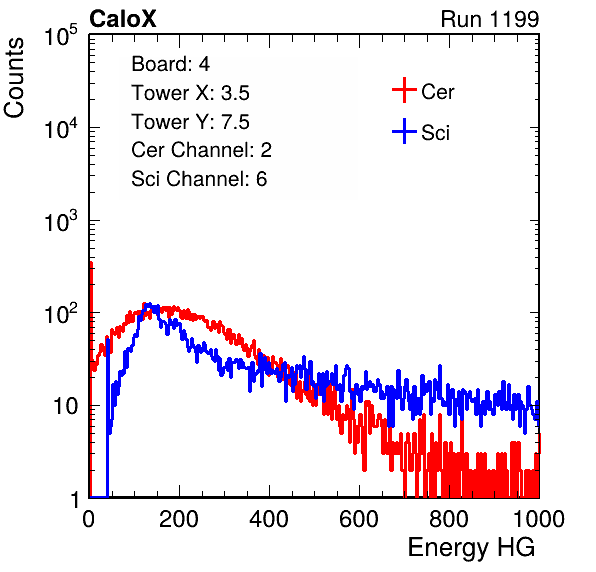 CaloX Run 1199
Counts
10^5
10^4
10^3
10^2
10
1
Board: 4
Tower X: 3.5
Tower Y: 7.5
Cer Channel: 2
Sci Channel: 6
Cer
Sci
0 200 400 600 800 1000
Energy HG